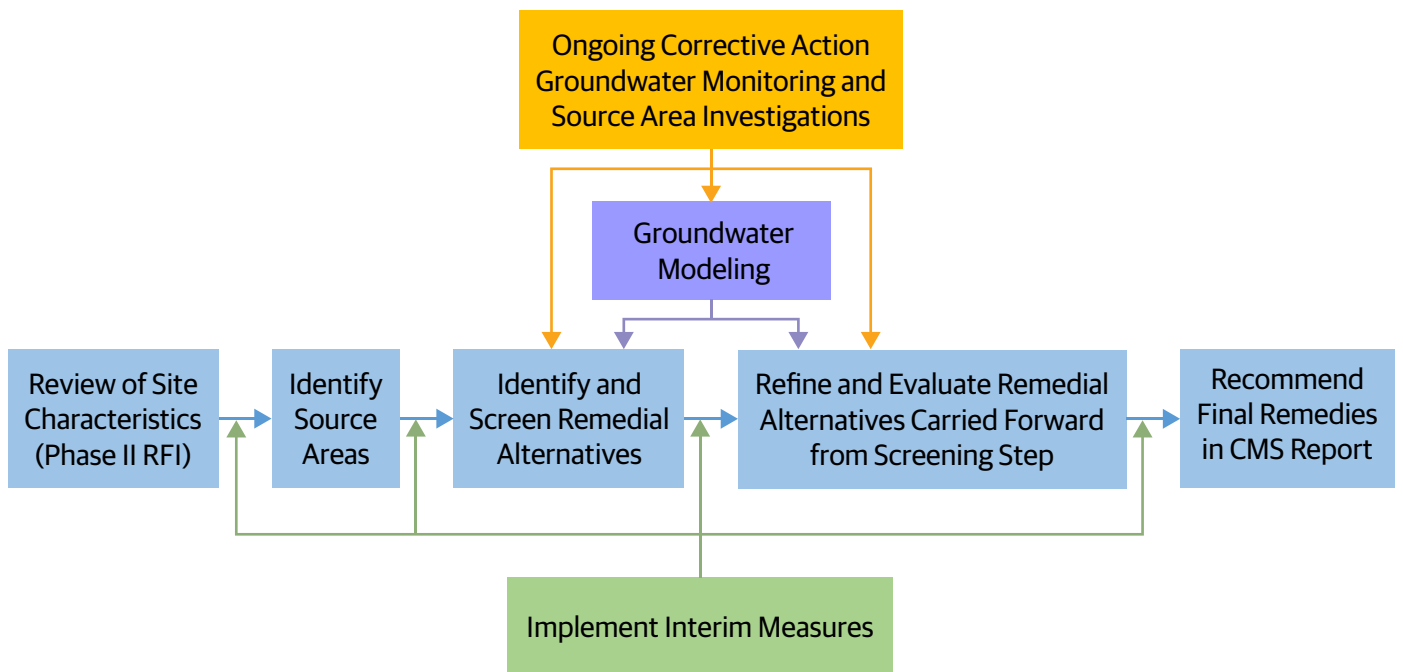 Ongoing Corrective Action
Groundwater Monitoring and
Source Area Investigations
Groundwater
Modeling
Review of Site
Characteristics
(Phase II RFI)
Identify
Source
Areas
Identify and
Screen Remedial
Alternatives
Refine and Evaluate Remedial
Alternatives Carried Forward
from Screening Step
Recommend
Final Remedies
in CMS Report
Implement Interim Measures